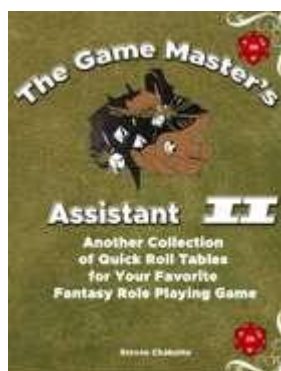 The Game Master's
Assistant II
Another Collection
of Quick Roll Tables
for Your Favorite
Fantasy Role Playing Game